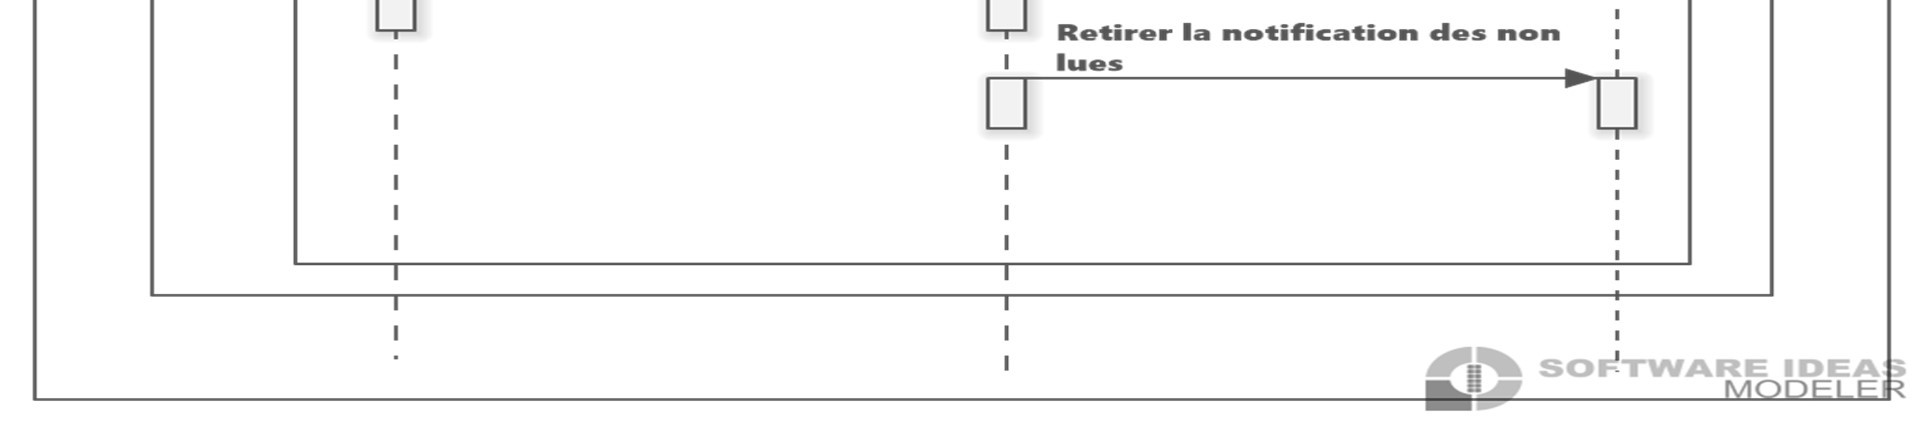 Retirer la notification des non
lues
SOFTWARE IDEAS
MODELER